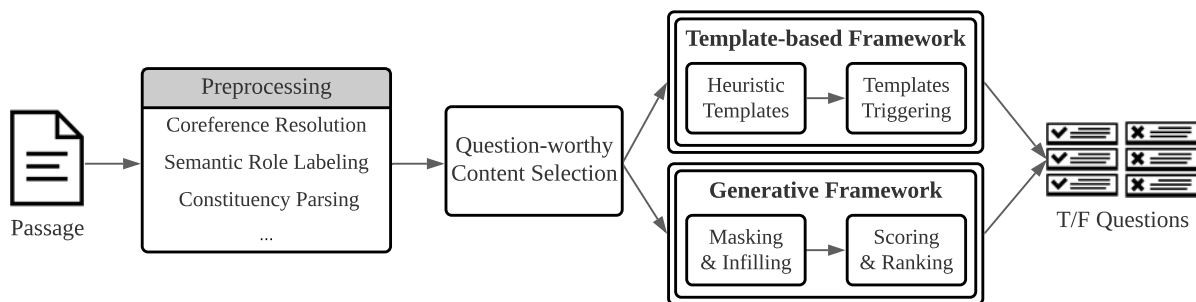 Passage
Preprocessing
Coreference Resolution
Semantic Role Labeling
Constituency Parsing
...
Question-worthy
Content Selection
Template-based Framework
Heuristic
Templates
Templates
Triggering
Generative Framework
Masking
& Infilling
Scoring
& Ranking
T/F Questions